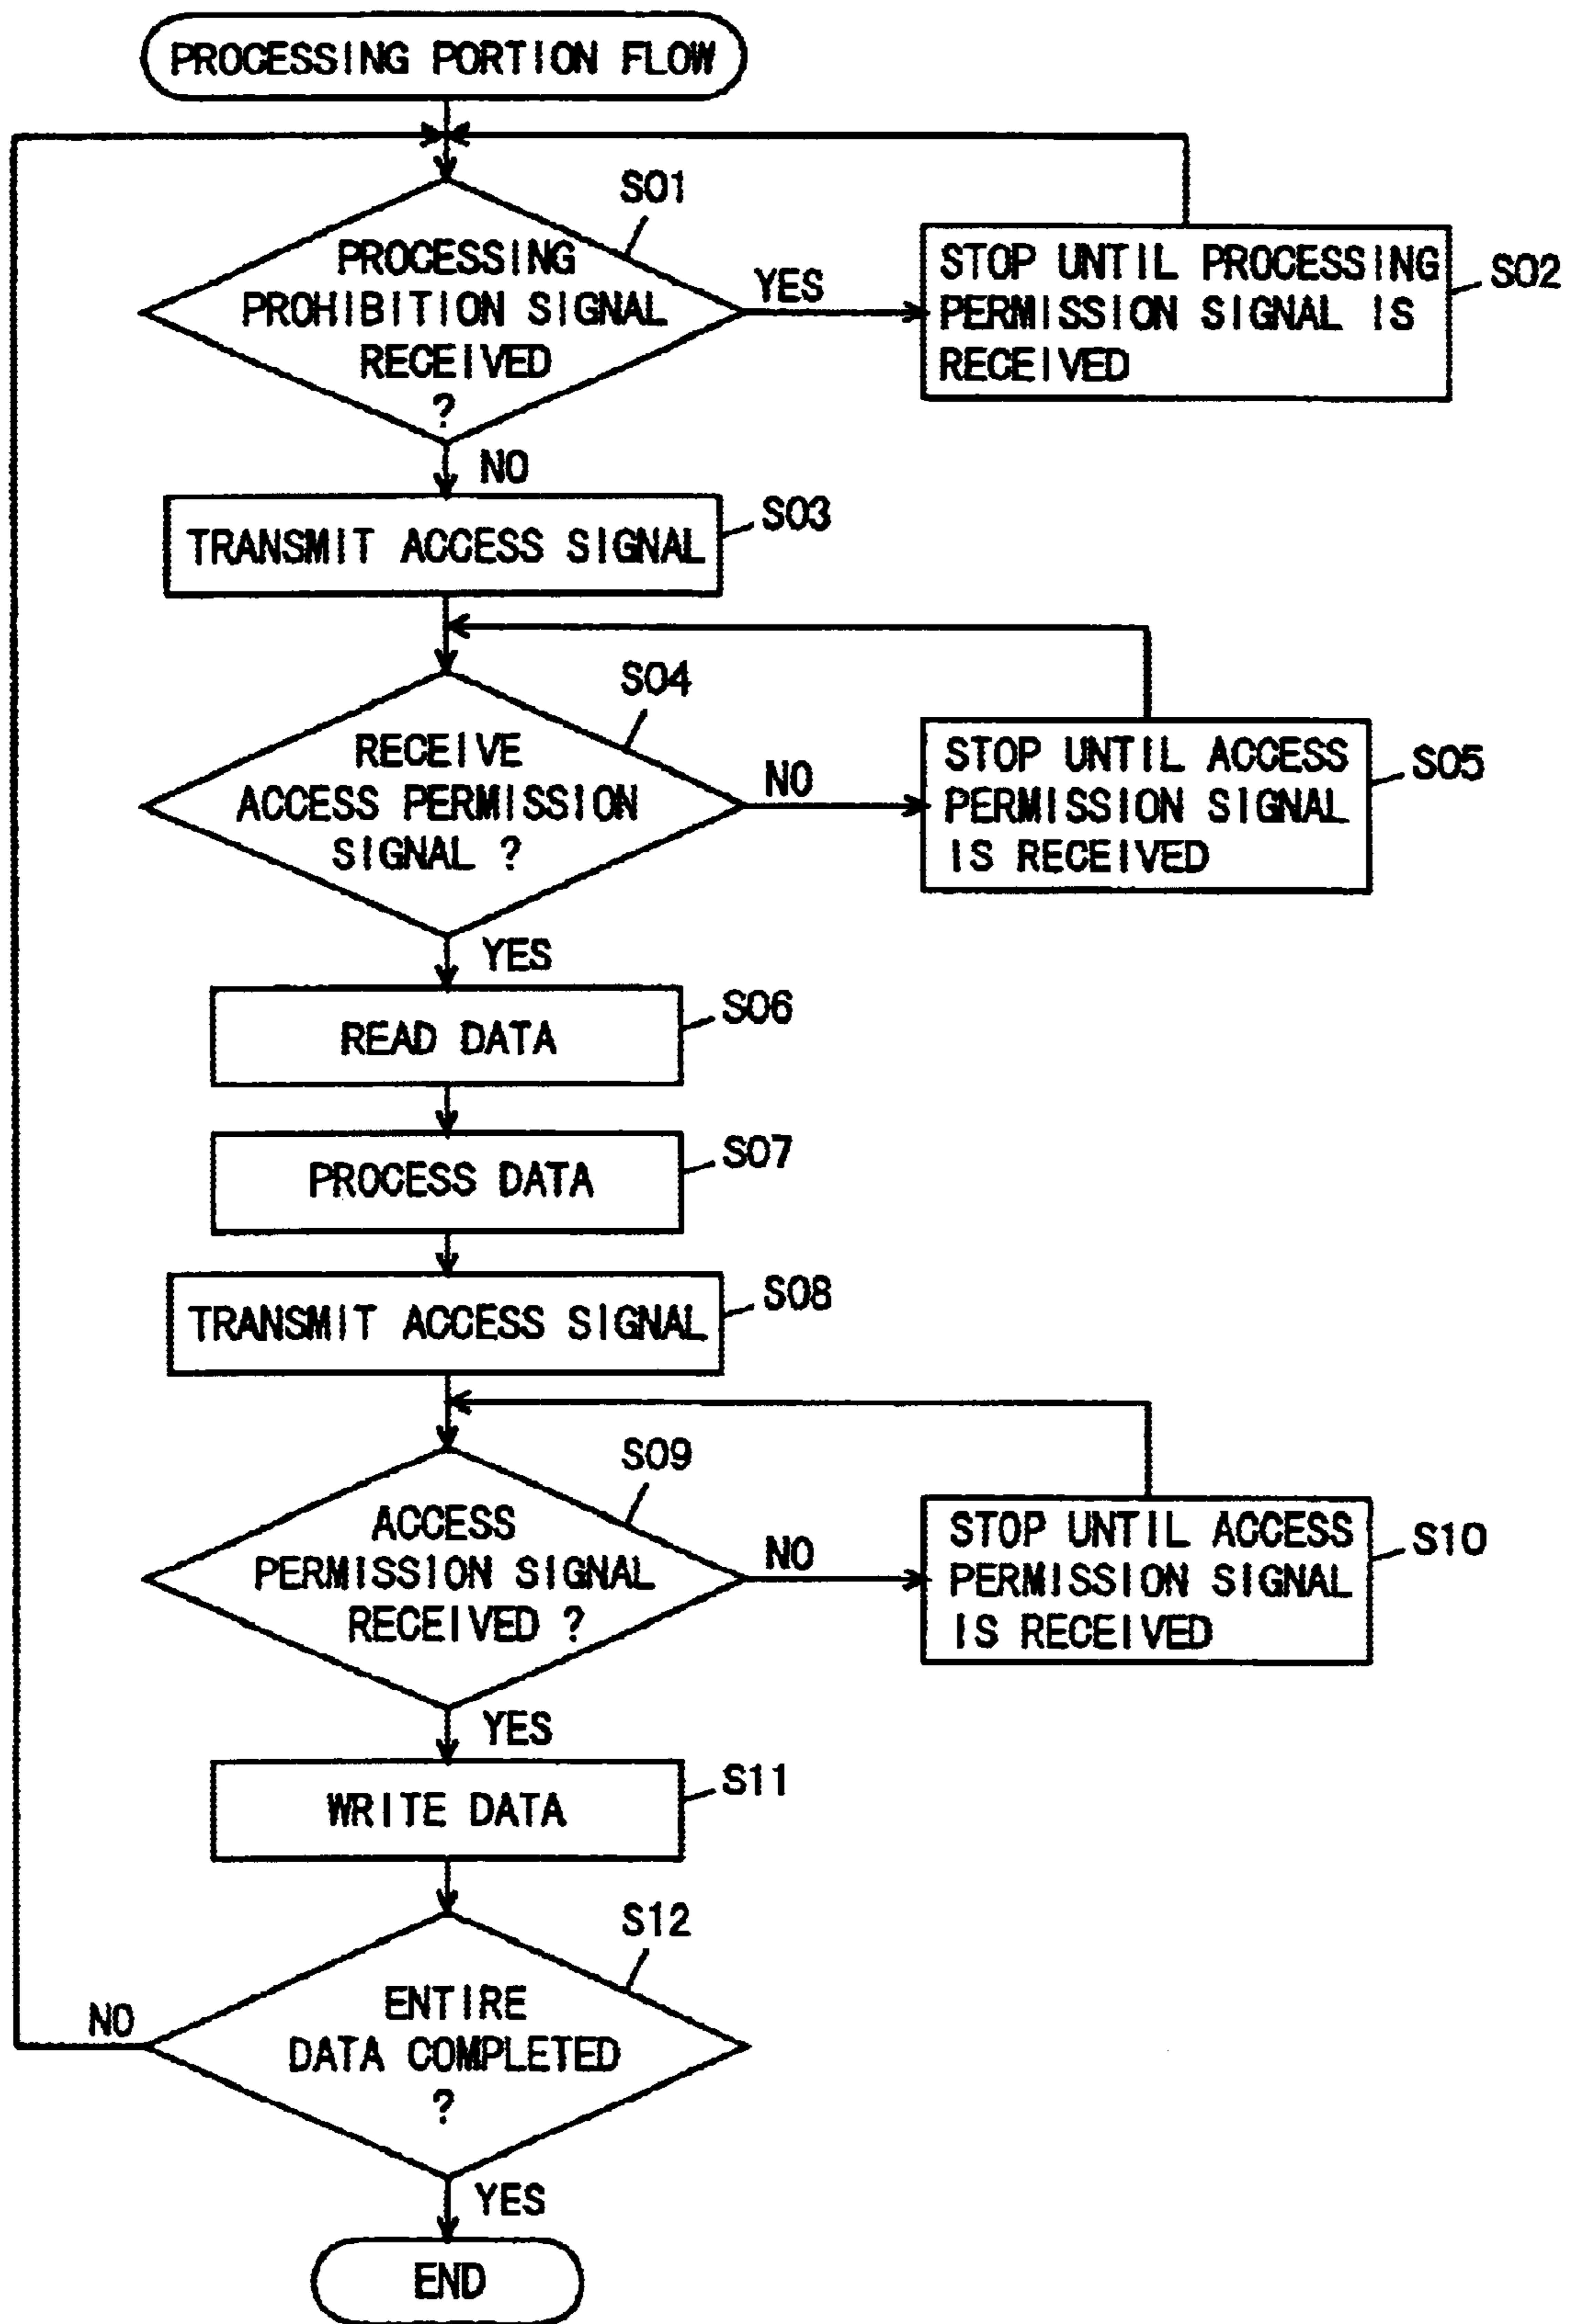 PROCESSING PORTION FLOW
S01
PROCESSING
PROHIBITION SIGNAL
RECEIVED
?
YES
STOP UNTIL PROCESSING
PERMISSION SIGNAL IS
RECEIVED
S02
NO
TRANSMIT ACCESS SIGNAL
S03
S04
RECEIVE
ACCESS PERMISSION
SIGNAL ?
NO
STOP UNTIL ACCESS
PERMISSION SIGNAL
IS RECEIVED
S05
YES
READ DATA
S06
PROCESS DATA
S07
TRANSMIT ACCESS SIGNAL
S08
S09
ACCESS
PERMISSION SIGNAL
RECEIVED ?
NO
STOP UNTIL ACCESS
PERMISSION SIGNAL
IS RECEIVED
S10
YES
WRITE DATA
S11
S12
ENTIRE
DATA COMPLETED
?
NO
YES
END